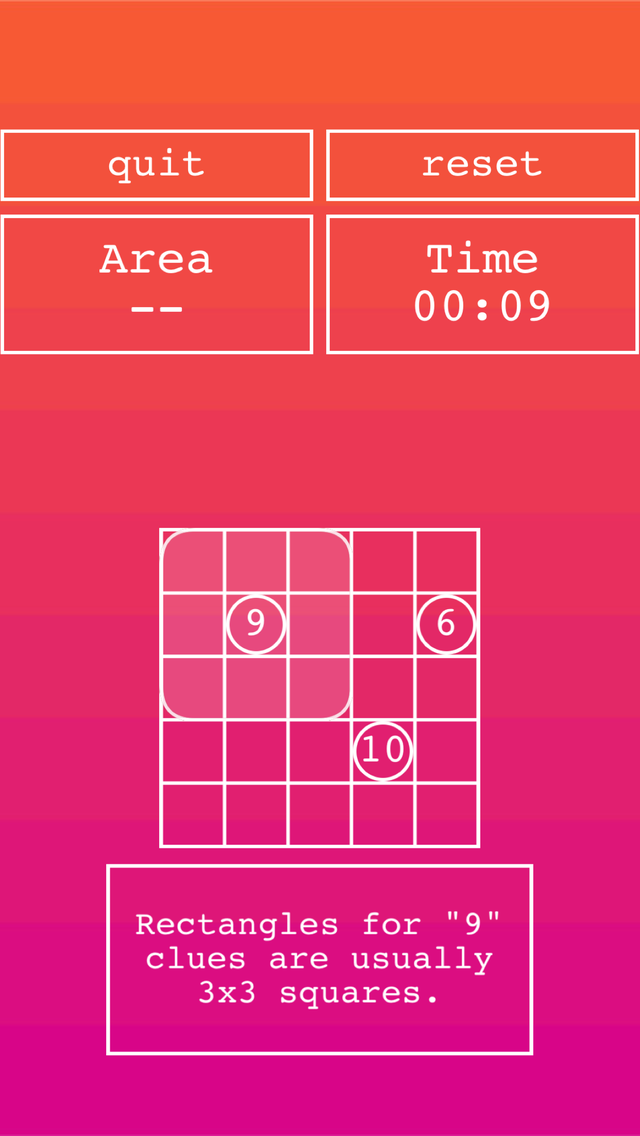 quit
reset
Area
--
Time
00:09
9
6
10
Rectangles for "9"
clues are usually
3x3 squares.